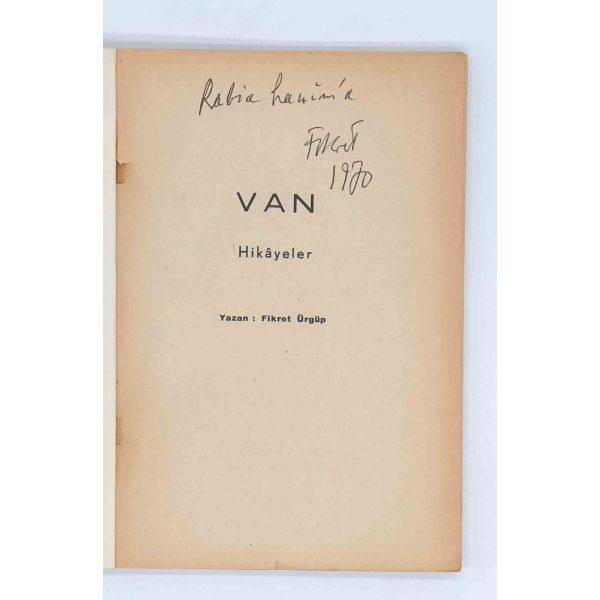 Rabia hanım'a
Fikret
1970
VAN
Hikâyeler
Yazan : Fikret Ürgüp